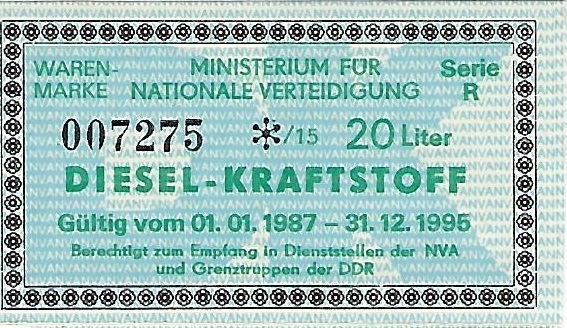 WAREN-
MARKE
MINISTERIUM FÜR
NATIONALE VERTEIDIGUNG
Serie
R
007275 */15 20 Liter
DIESEL-KRAFTSTOFF
Gültig vom 01. 01. 1987 – 31. 12. 1995
Berechtigt zum Empfang in Dienststellen der NVA
und Grenztruppen der DDR